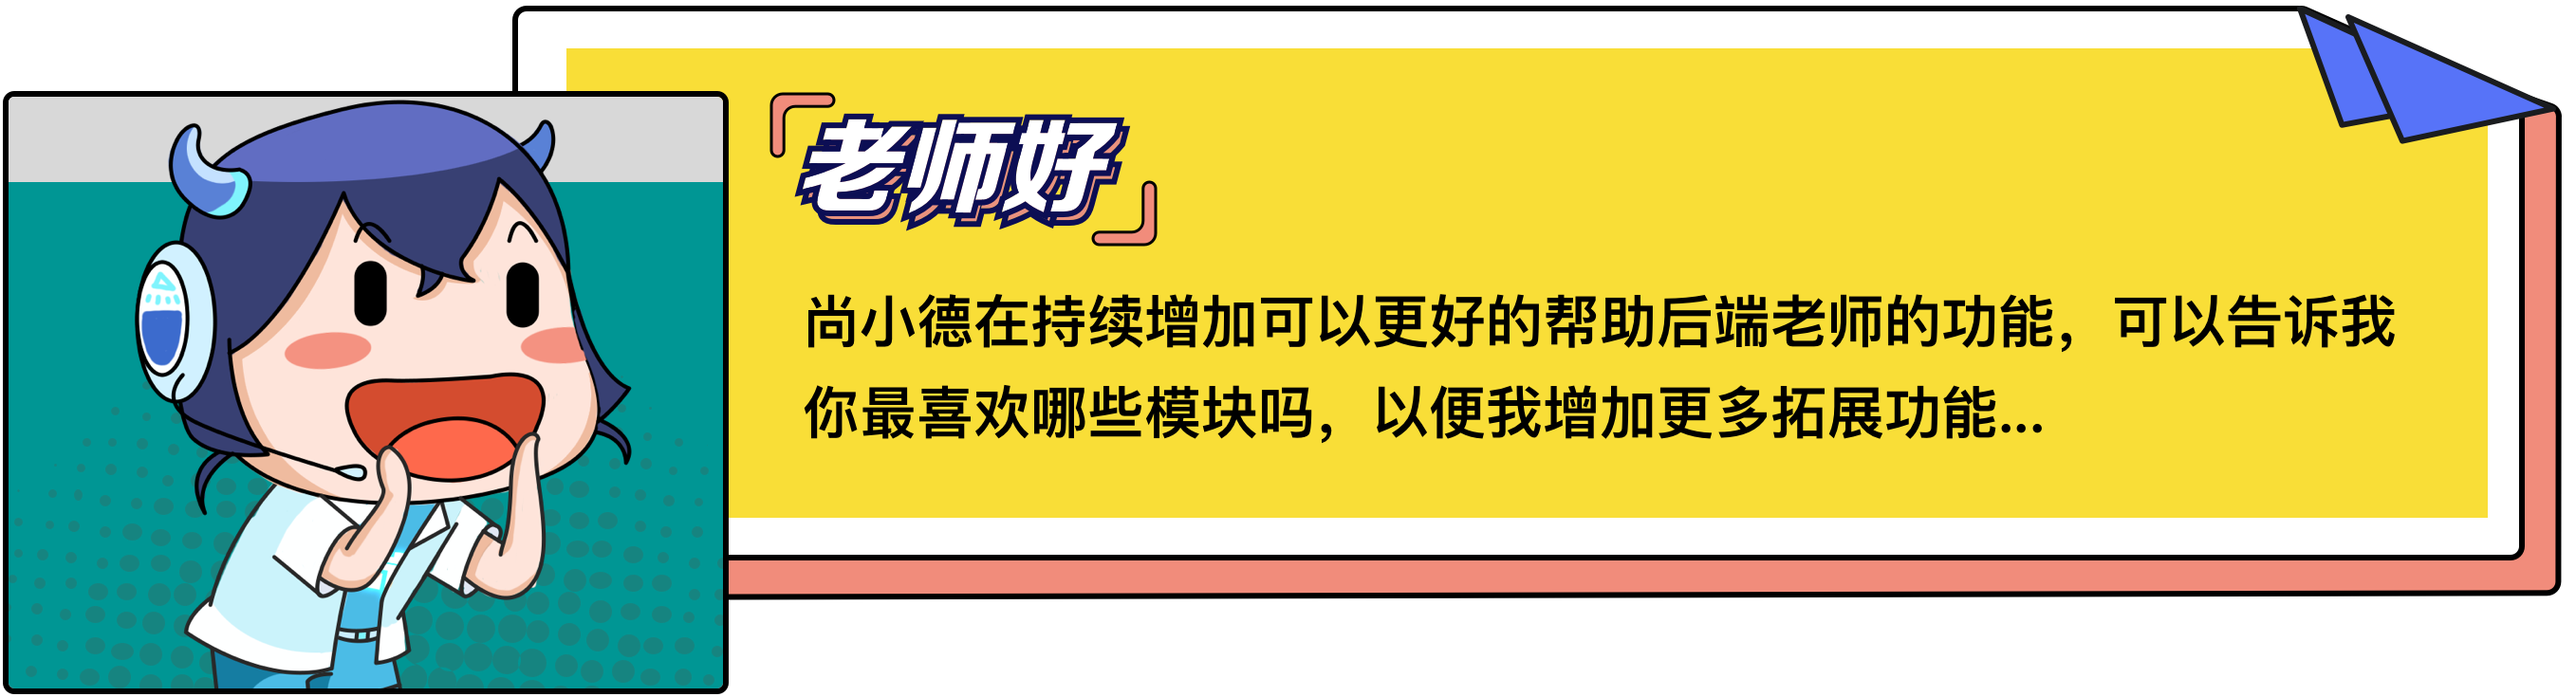 老师好
尚小德在持续增加可以更好的帮助后端老师的功能，可以告诉我
你最喜欢哪些模块吗，以便我增加更多拓展功能...